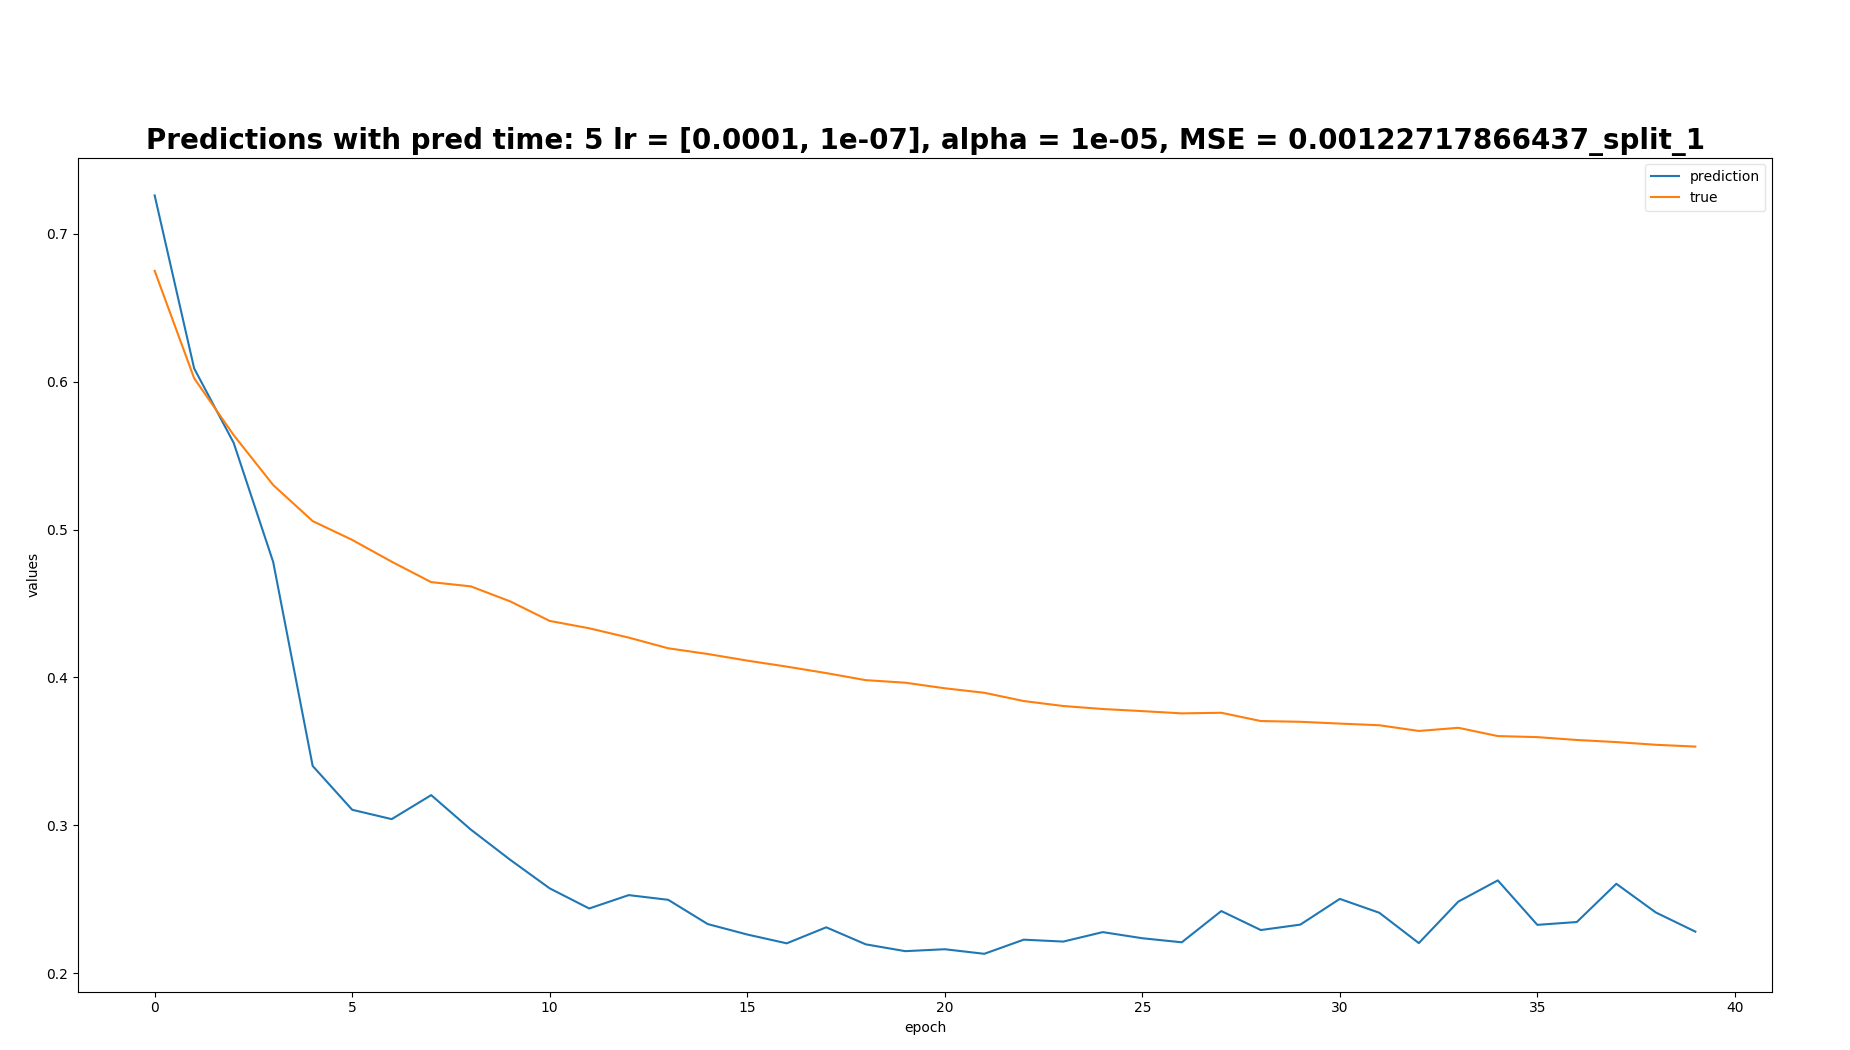 Predictions with pred time: 5 lr = [0.0001, 1e-07], alpha = 1e-05, MSE = 0.00122717866437_split_1
prediction
true
0.7
0.6
0.5
0.4
0.3
0.2
values
0 5 10 15 20 25 30 35 40
epoch